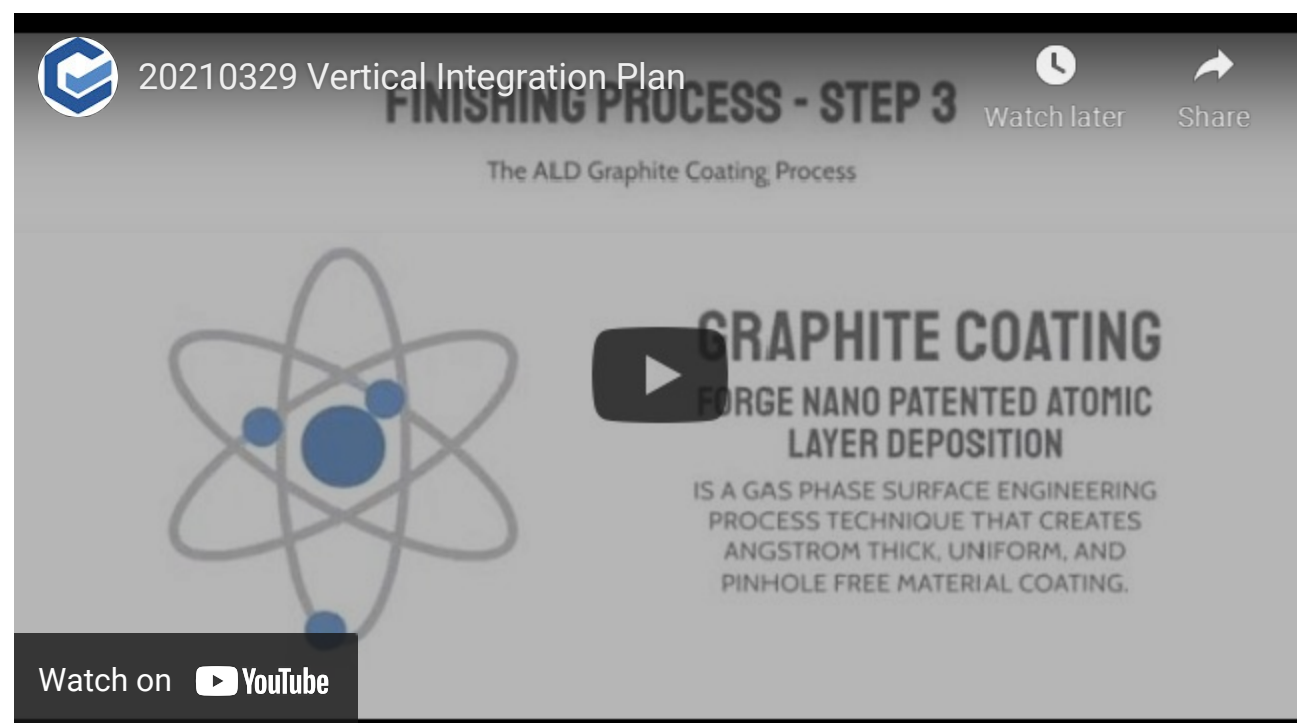 20210329 Vertical Integration Plan
Watch later
Share
FINISHING PROCESS - STEP 3
The ALD Graphite Coating Process
GRAPHITE COATING
FORGE NANO PATENTED ATOMIC
LAYER DEPOSITION
IS A GAS PHASE SURFACE ENGINEERING
PROCESS TECHNIQUE THAT CREATES
ANGSTROM THICK, UNIFORM, AND
PINHOLE FREE MATERIAL COATING.
Watch on YouTube